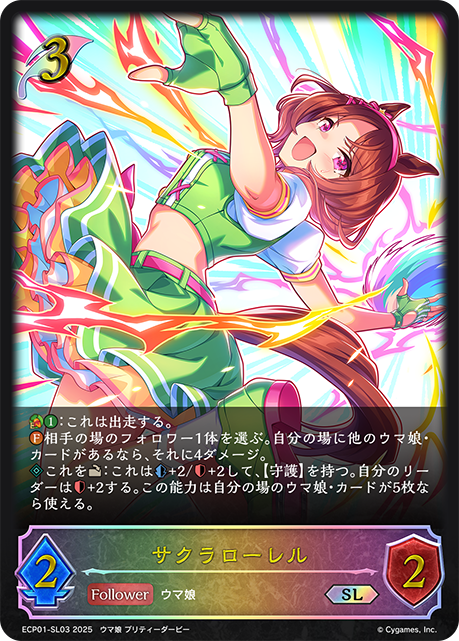 3
1:これは出走する。
F 相手の場のフォロワー1体を選ぶ。自分の場に他のウマ娘・
カードがあるなら、それに4ダメージ。
これを:これは+2/+2して、【守護】を持つ。自分のリー
ダーは+2する。この能力は自分の場のウマ娘・カードが5枚な
ら使える。
サクラローレル
2
Follower ウマ娘
SL
2
ECP01-SL03 2025 ウマ娘 プリティーダービー
© Cygames, Inc.